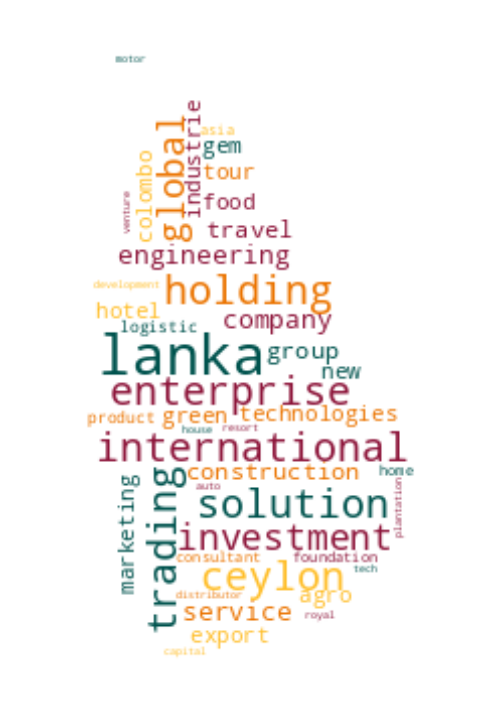 motor
industrie
asia
global
gem
colombo
tour
venture
food
travel
engineering
development
holding
hotel
company
logistic
lanka
group
new
enterprise
product
green
technologies
house
resort
international
construction
home
trading
marketing
auto
plantation
solution
investment
consultant
foundation
tech
ceylon
distributor
agro
service
royal
export
capital